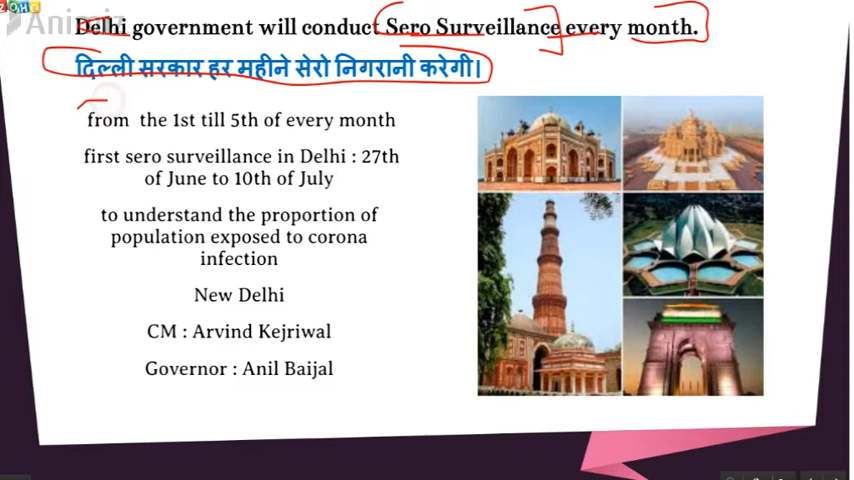 ZOHO
Animiz
Delhi government will conduct Sero Surveillance every month.
दिल्ली सरकार हर महीने सेरो निगरानी करेगी।
from the 1st till 5th of every month
first sero surveillance in Delhi : 27th
of June to 10th of July
to understand the proportion of
population exposed to corona
infection
New Delhi
CM : Arvind Kejriwal
Governor : Anil Baijal